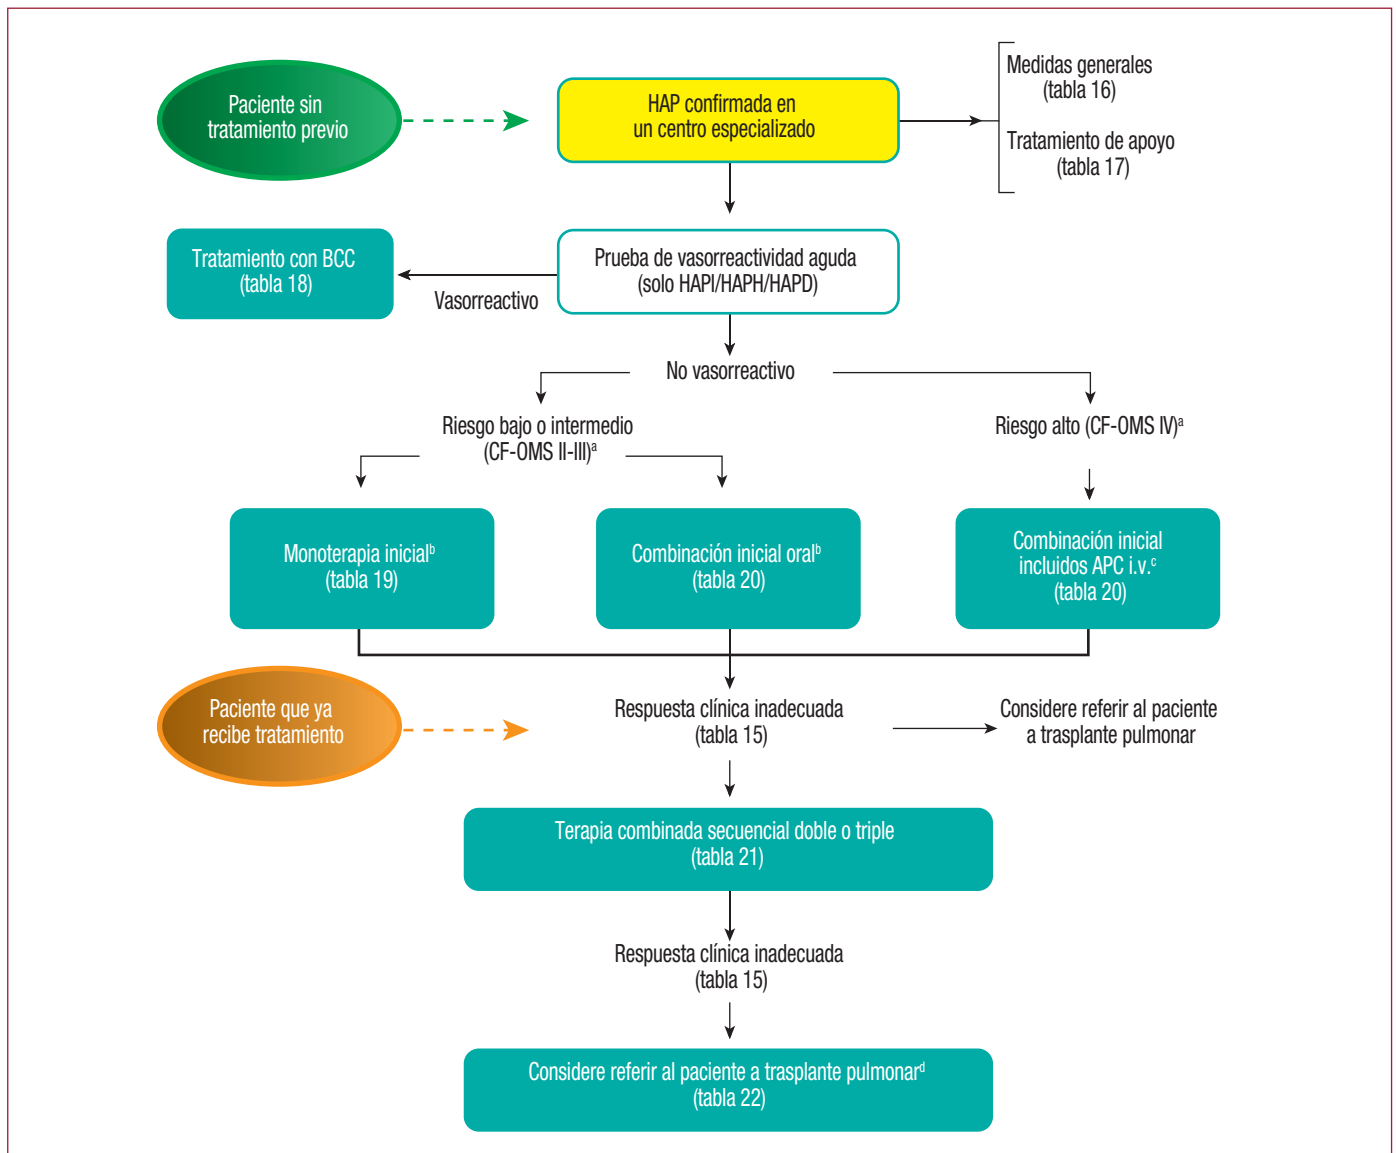 Paciente sin
tratamiento previo
HAP confirmada en
un centro especializado
Medidas generales
(tabla 16)
Tratamiento de apoyo
(tabla 17)
Tratamiento con BCC
(tabla 18)
Vasorreactivo
Prueba de vasorreactividad aguda
(solo HAPI/HAPH/HAPD)
No vasorreactivo
Riesgo bajo o intermedio
(CF-OMS II-III)ᵃ
Riesgo alto (CF-OMS IV)ᵃ
Monoterapia inicialᵇ
(tabla 19)
Combinación inicial oralᵇ
(tabla 20)
Combinación inicial
incluidos APC i.v.ᶜ
(tabla 20)
Paciente que ya
recibe tratamiento
Respuesta clínica inadecuada
(tabla 15)
Considere referir al paciente
a trasplante pulmonar
Terapia combinada secuencial doble o triple
(tabla 21)
Respuesta clínica inadecuada
(tabla 15)
Considere referir al paciente a trasplante pulmonarᵈ
(tabla 22)